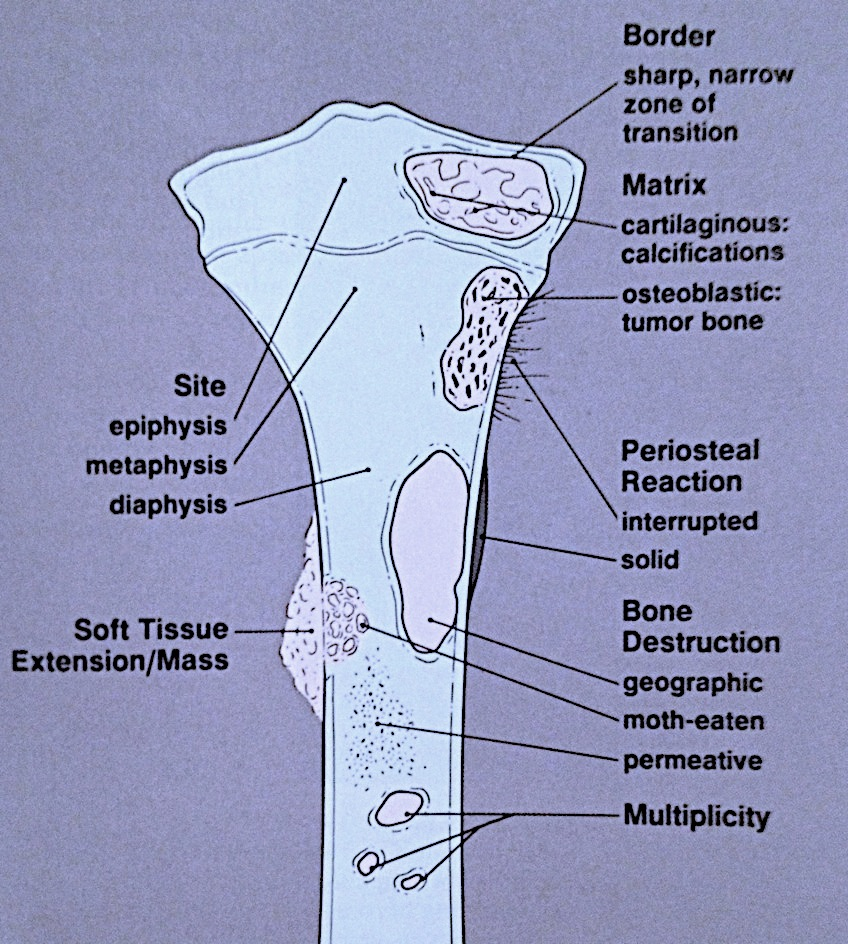 Border
sharp, narrow
zone of
transition
Matrix
cartilaginous:
calcifications
osteoblastic:
tumor bone
Site
epiphysis
metaphysis
diaphysis
Periosteal
Reaction
interrupted
solid
Soft Tissue
Extension/Mass
Bone
Destruction
geographic
moth-eaten
permeative
Multiplicity